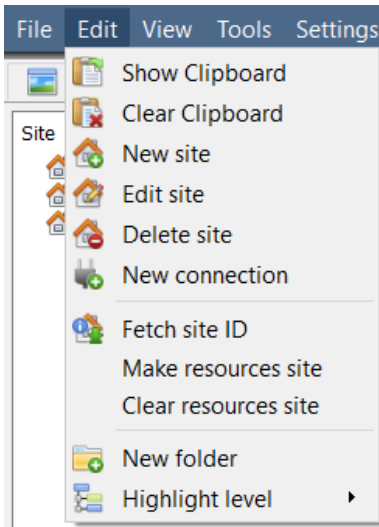 File Edit View Tools Settings
Site
Show Clipboard
Clear Clipboard
New site
Edit site
Delete site
New connection
Fetch site ID
Make resources site
Clear resources site
New folder
Highlight level